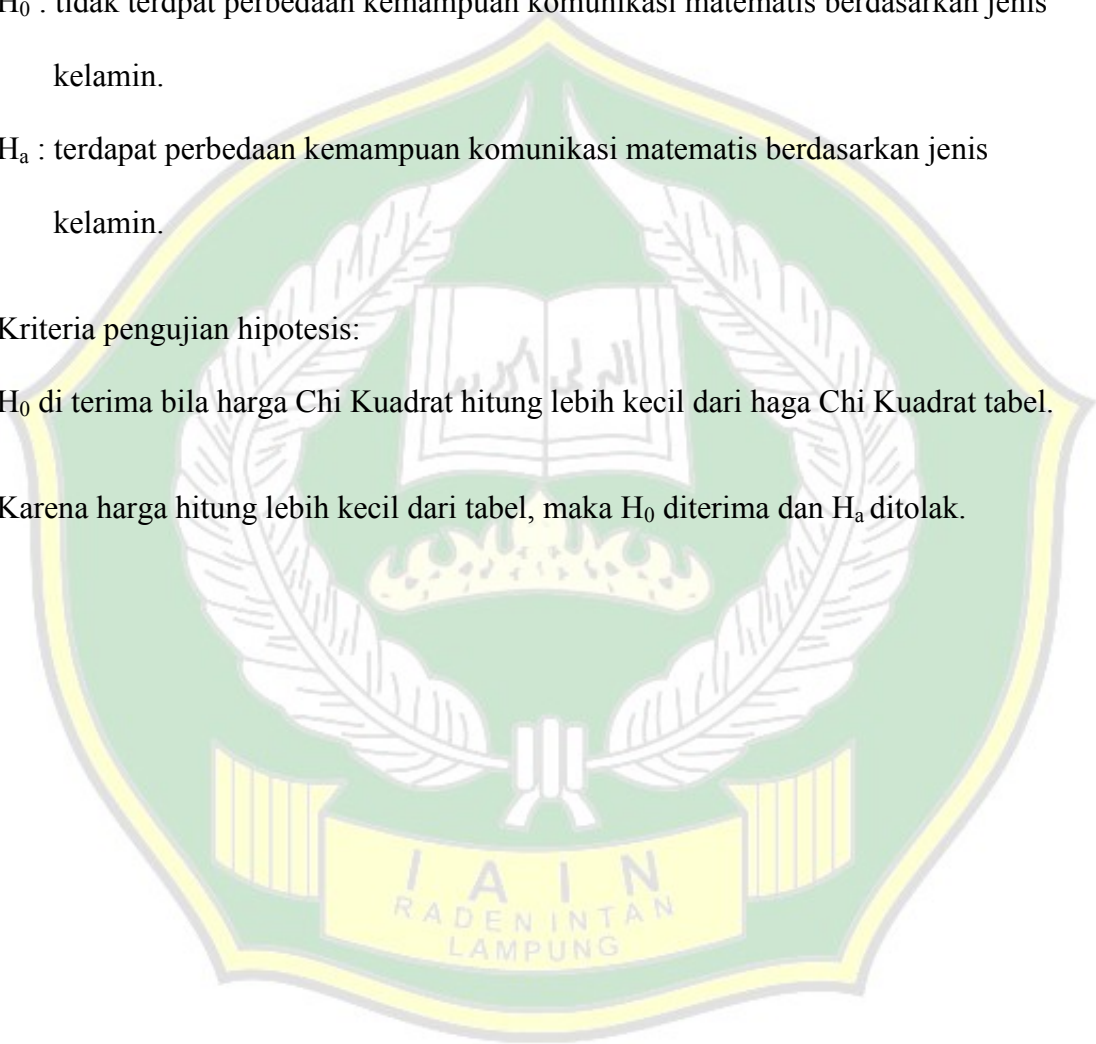 H₀ : tidak terdpat perbedaan kemampuan komunikasi matematis berdasarkan jenis
kelamin.
Hₐ : terdapat perbedaan kemampuan komunikasi matematis berdasarkan jenis
kelamin.
Kriteria pengujian hipotesis:
H₀ di terima bila harga Chi Kuadrat hitung lebih kecil dari haga Chi Kuadrat tabel.
Karena harga hitung lebih kecil dari tabel, maka H₀ diterima dan Hₐ ditolak.
I A I N
RADEN INTAN
LAMPUNG